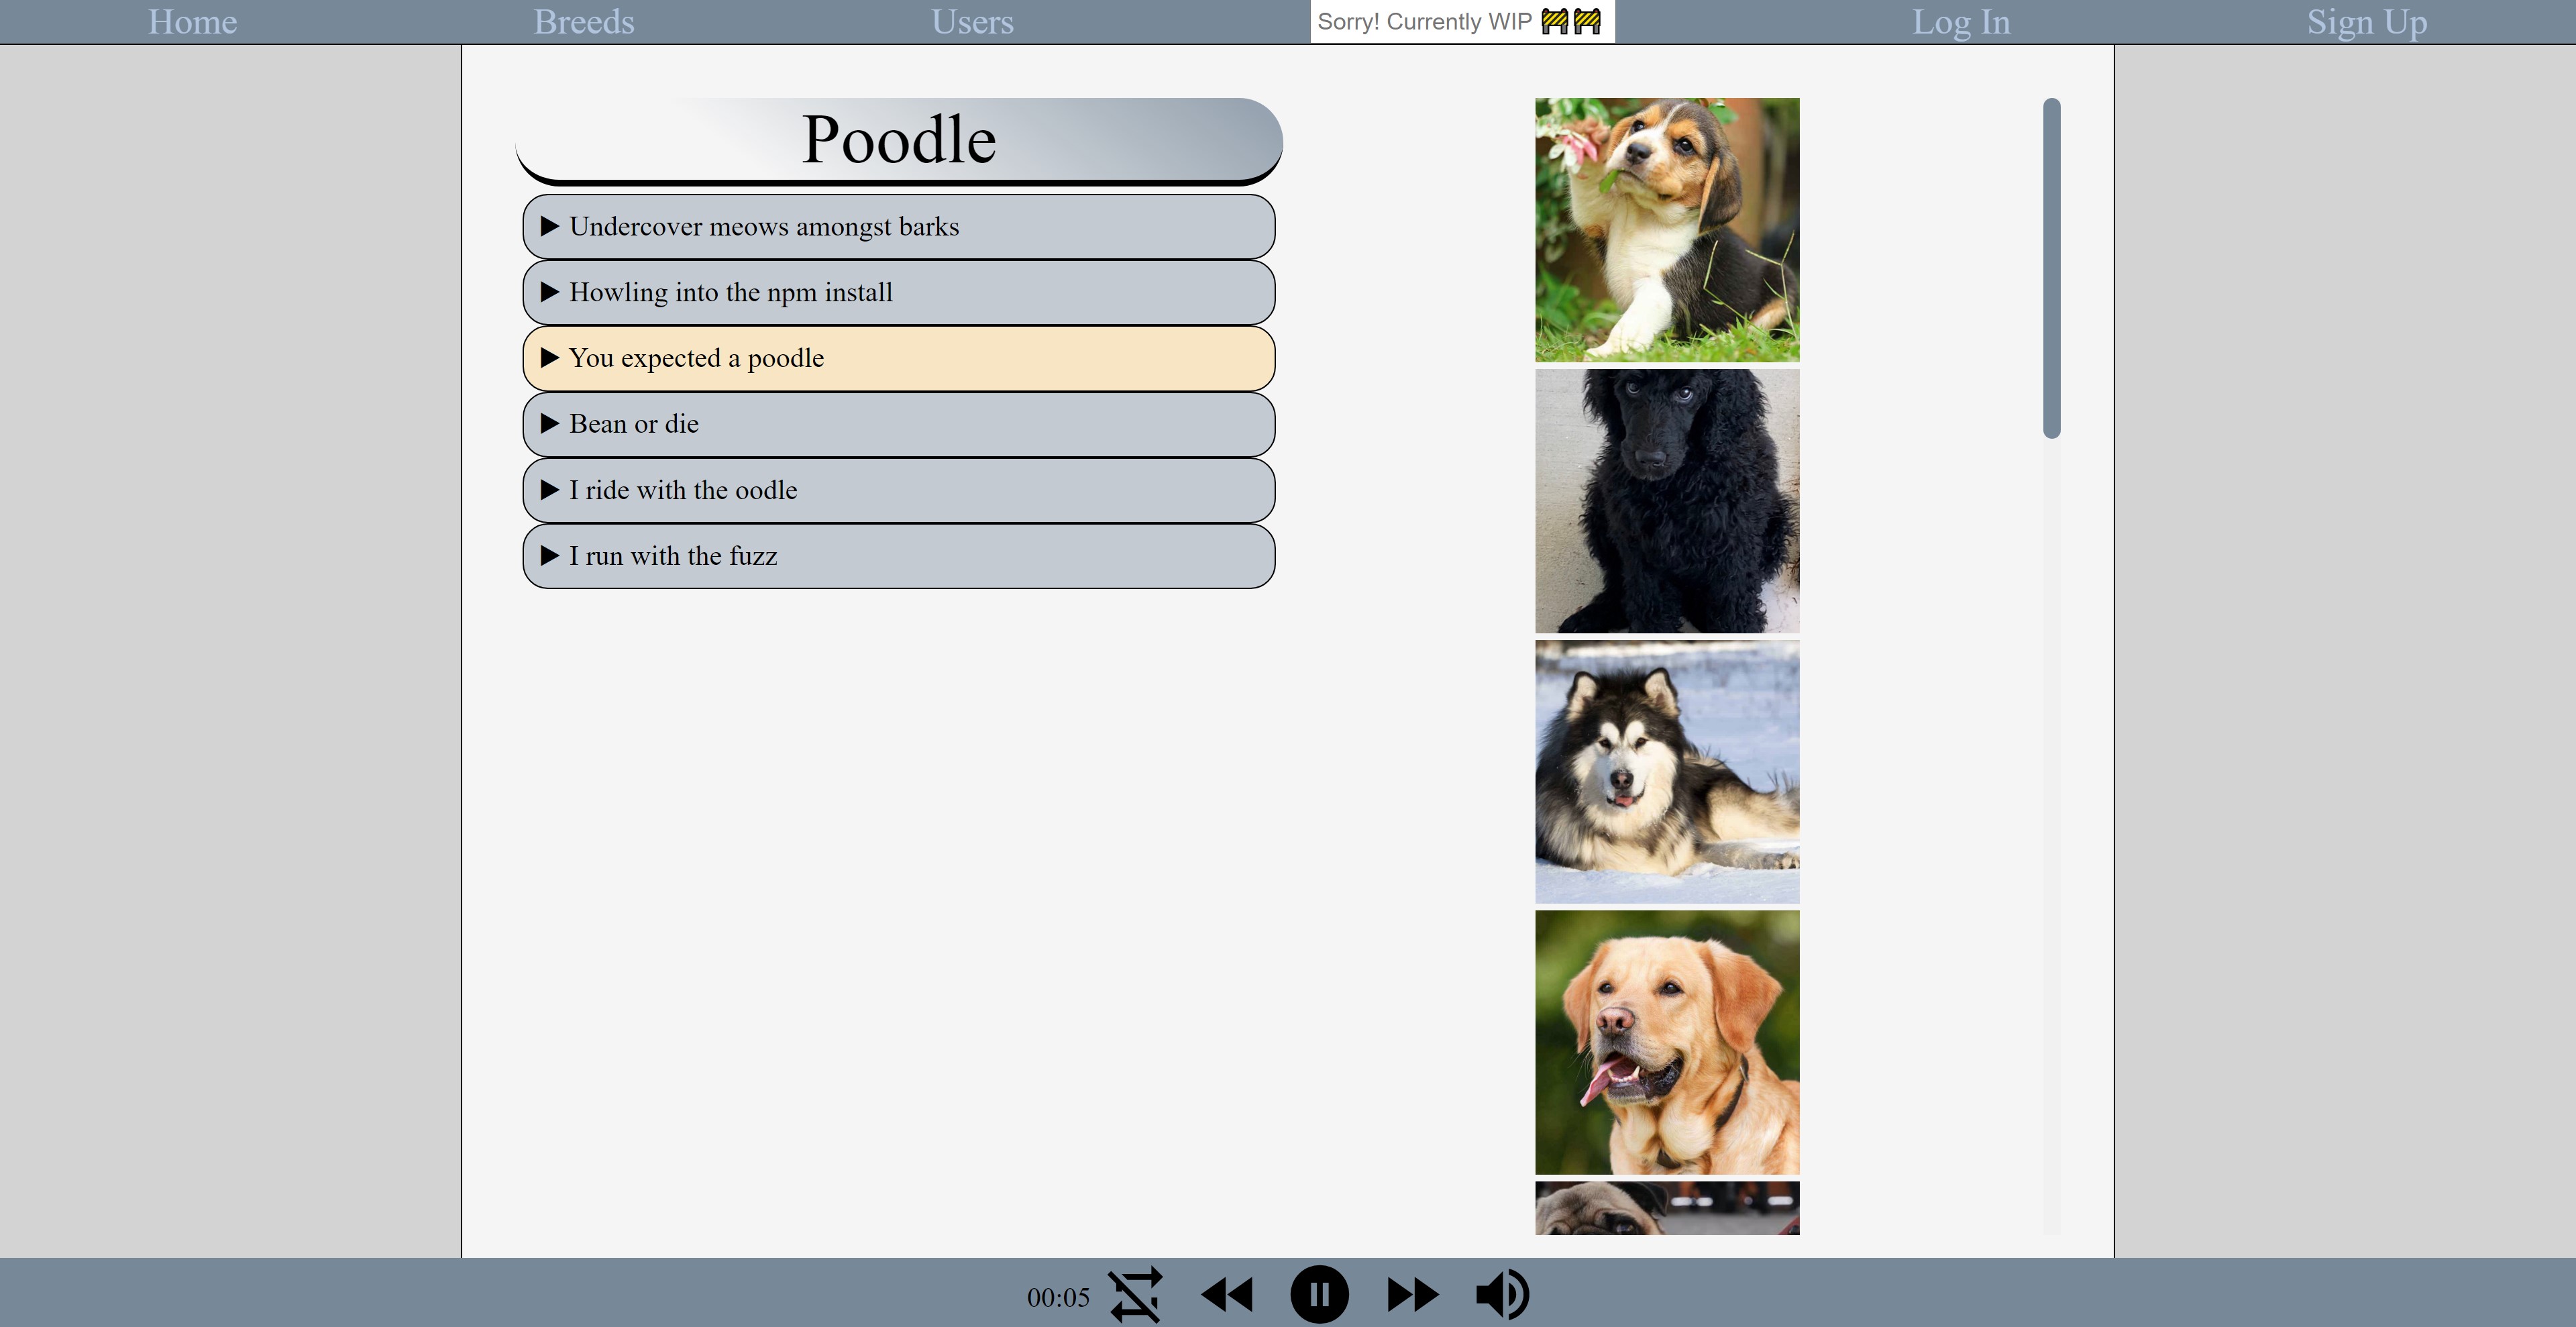 Home Breeds Users Sorry! Currently WIP 🚧🚧 Log In Sign Up
Poodle
▶ Undercover meows amongst barks
▶ Howling into the npm install
▶ You expected a poodle
▶ Bean or die
▶ I ride with the oodle
▶ I run with the fuzz
00:05